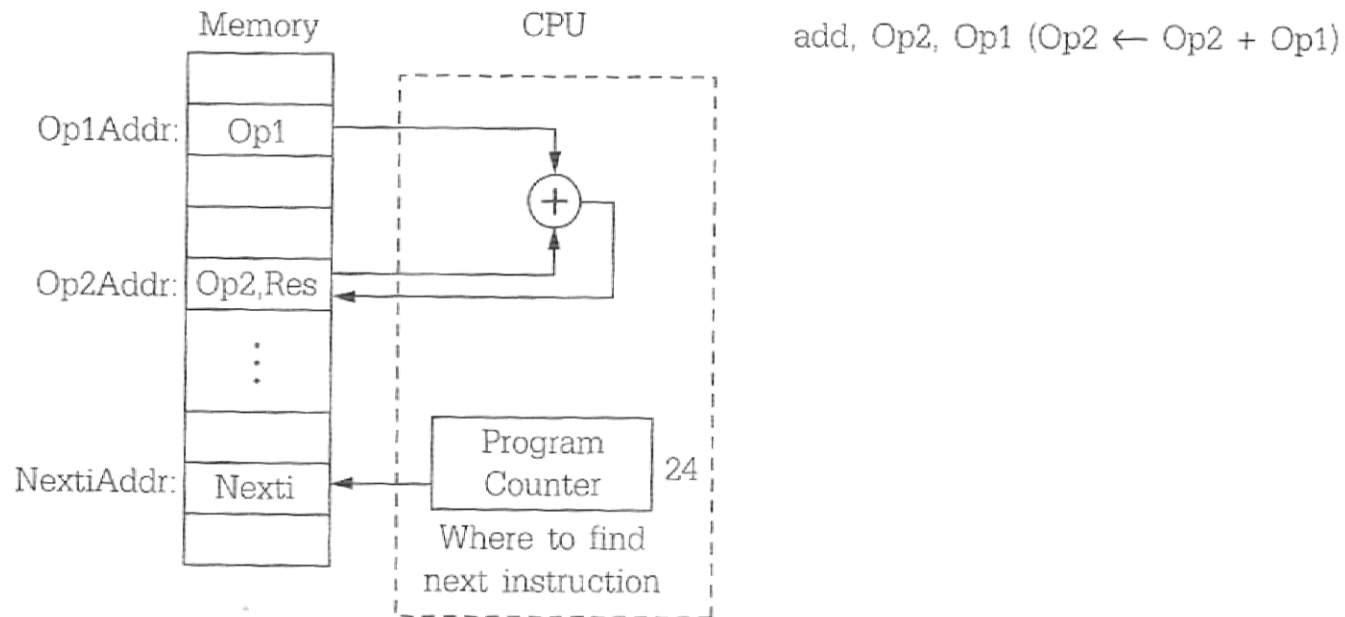 Memory
CPU
add, Op2, Op1 (Op2 ← Op2 + Op1)
Op1Addr:
Op1
+
Op2Addr:
Op2,Res
Program
Counter
24
NextiAddr:
Nexti
Where to find
next instruction